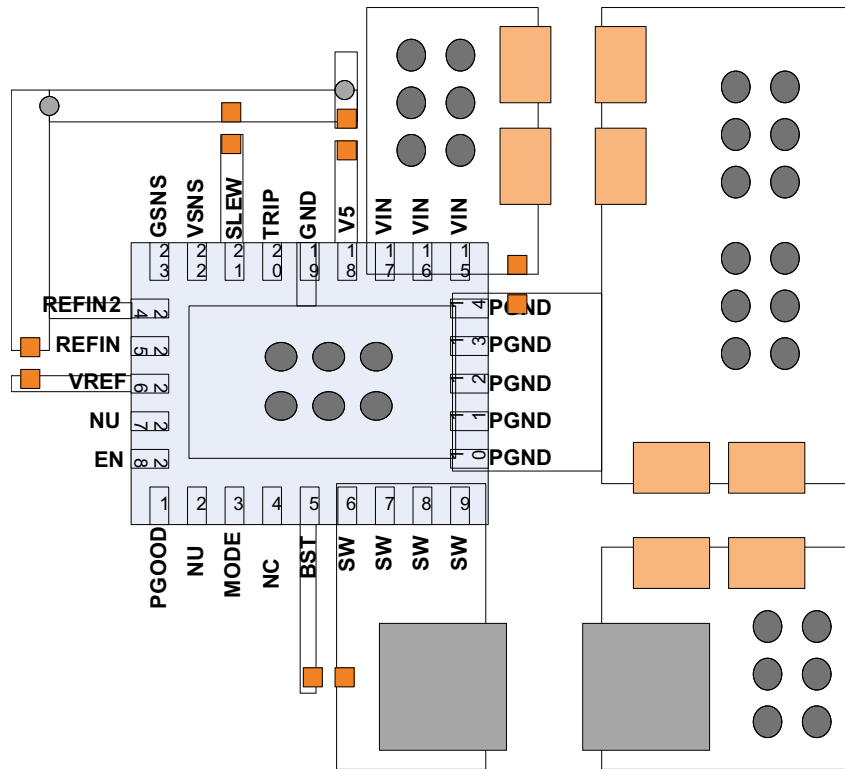 GSNS
VSNS
SLEW
TRIP
GND
V5
VIN
VIN
VIN
23
22
21
20
19
18
17
16
15
REFIN2
24
14
PGND
REFIN
25
13
PGND
VREF
26
12
PGND
NU
27
11
PGND
EN
28
10
PGND
1
2
3
4
5
6
7
8
9
PGOOD
NU
MODE
NC
BST
SW
SW
SW
SW